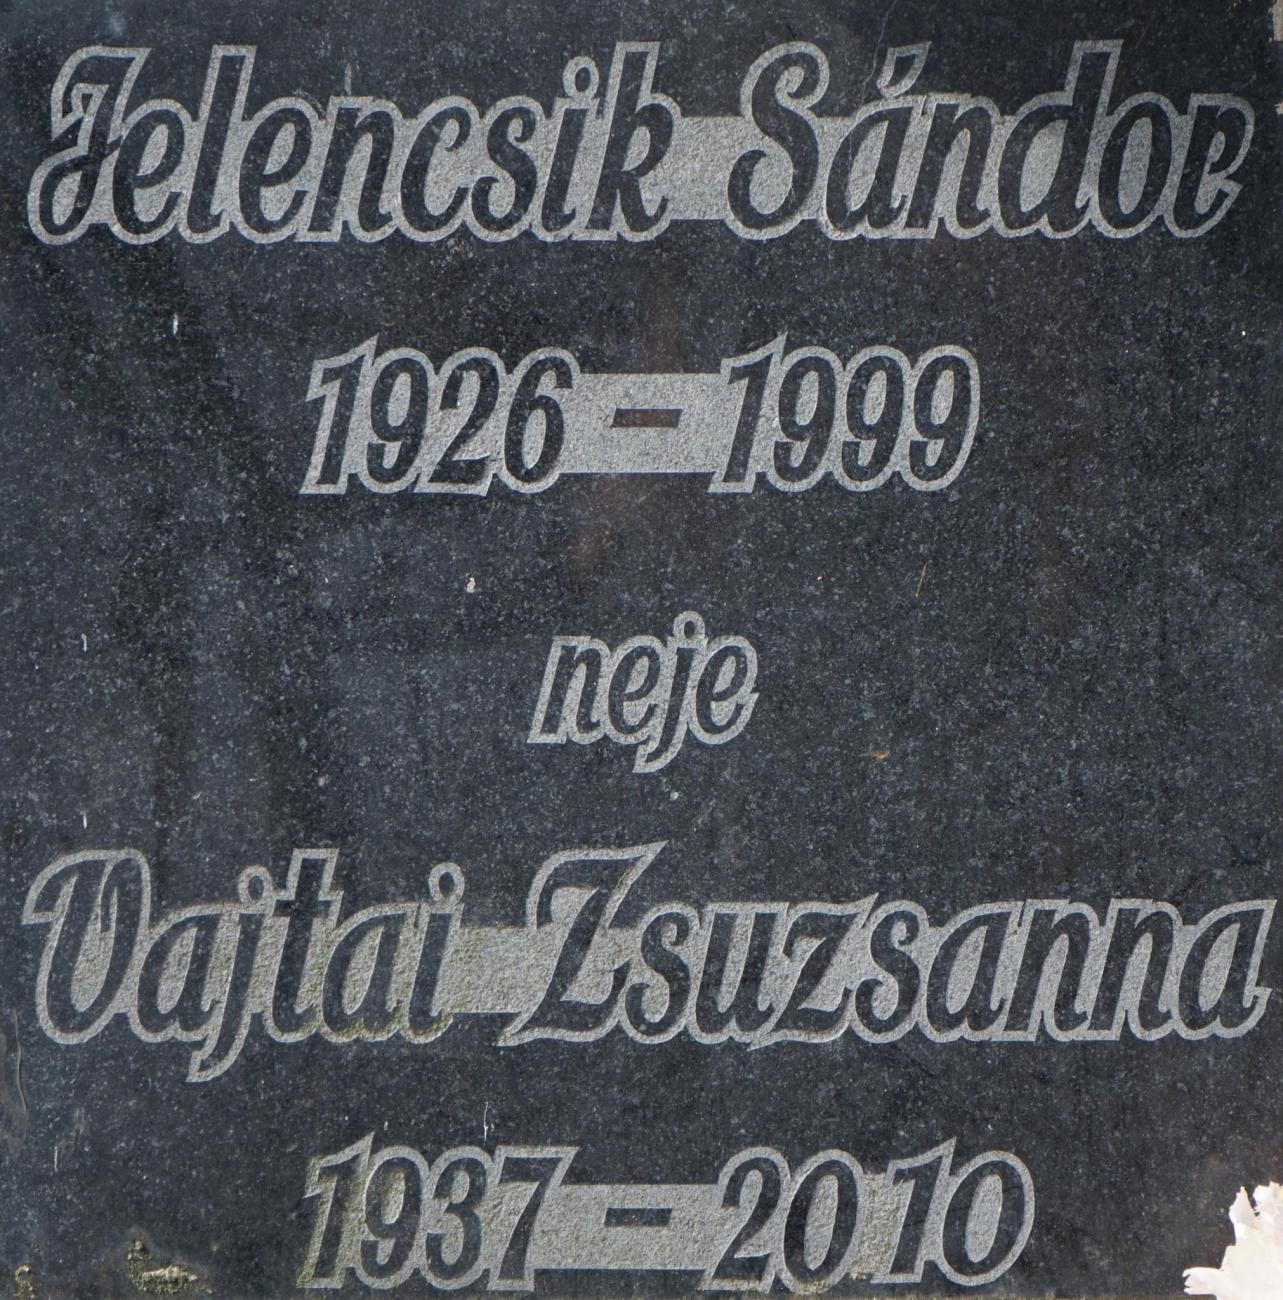 Jelencsik Sándor
1926 - 1999
neje
Vajtai Zsuzsanna
1937 - 2010